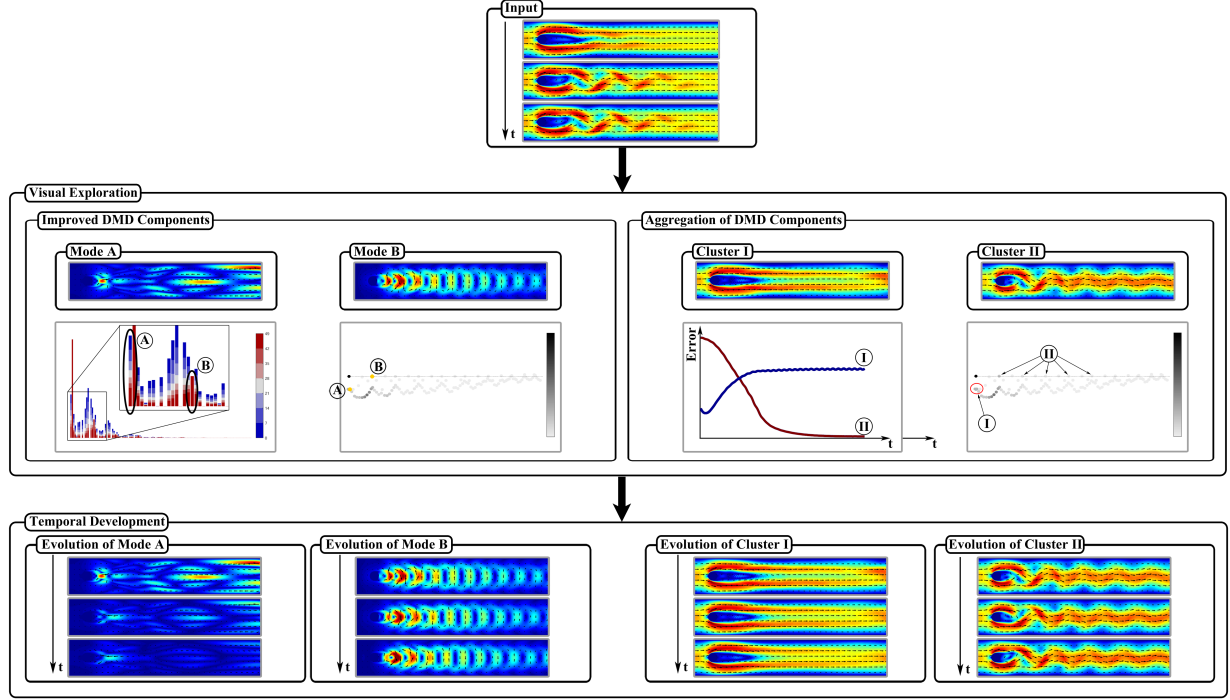 Input
t
Visual Exploration
Improved DMD Components
Aggregation of DMD Components
Mode A
Mode B
Cluster I
Cluster II
A
B
A
B
Error
I
II
t
t
II
I
Temporal Development
Evolution of Mode A
Evolution of Mode B
Evolution of Cluster I
Evolution of Cluster II
t
t
t
t